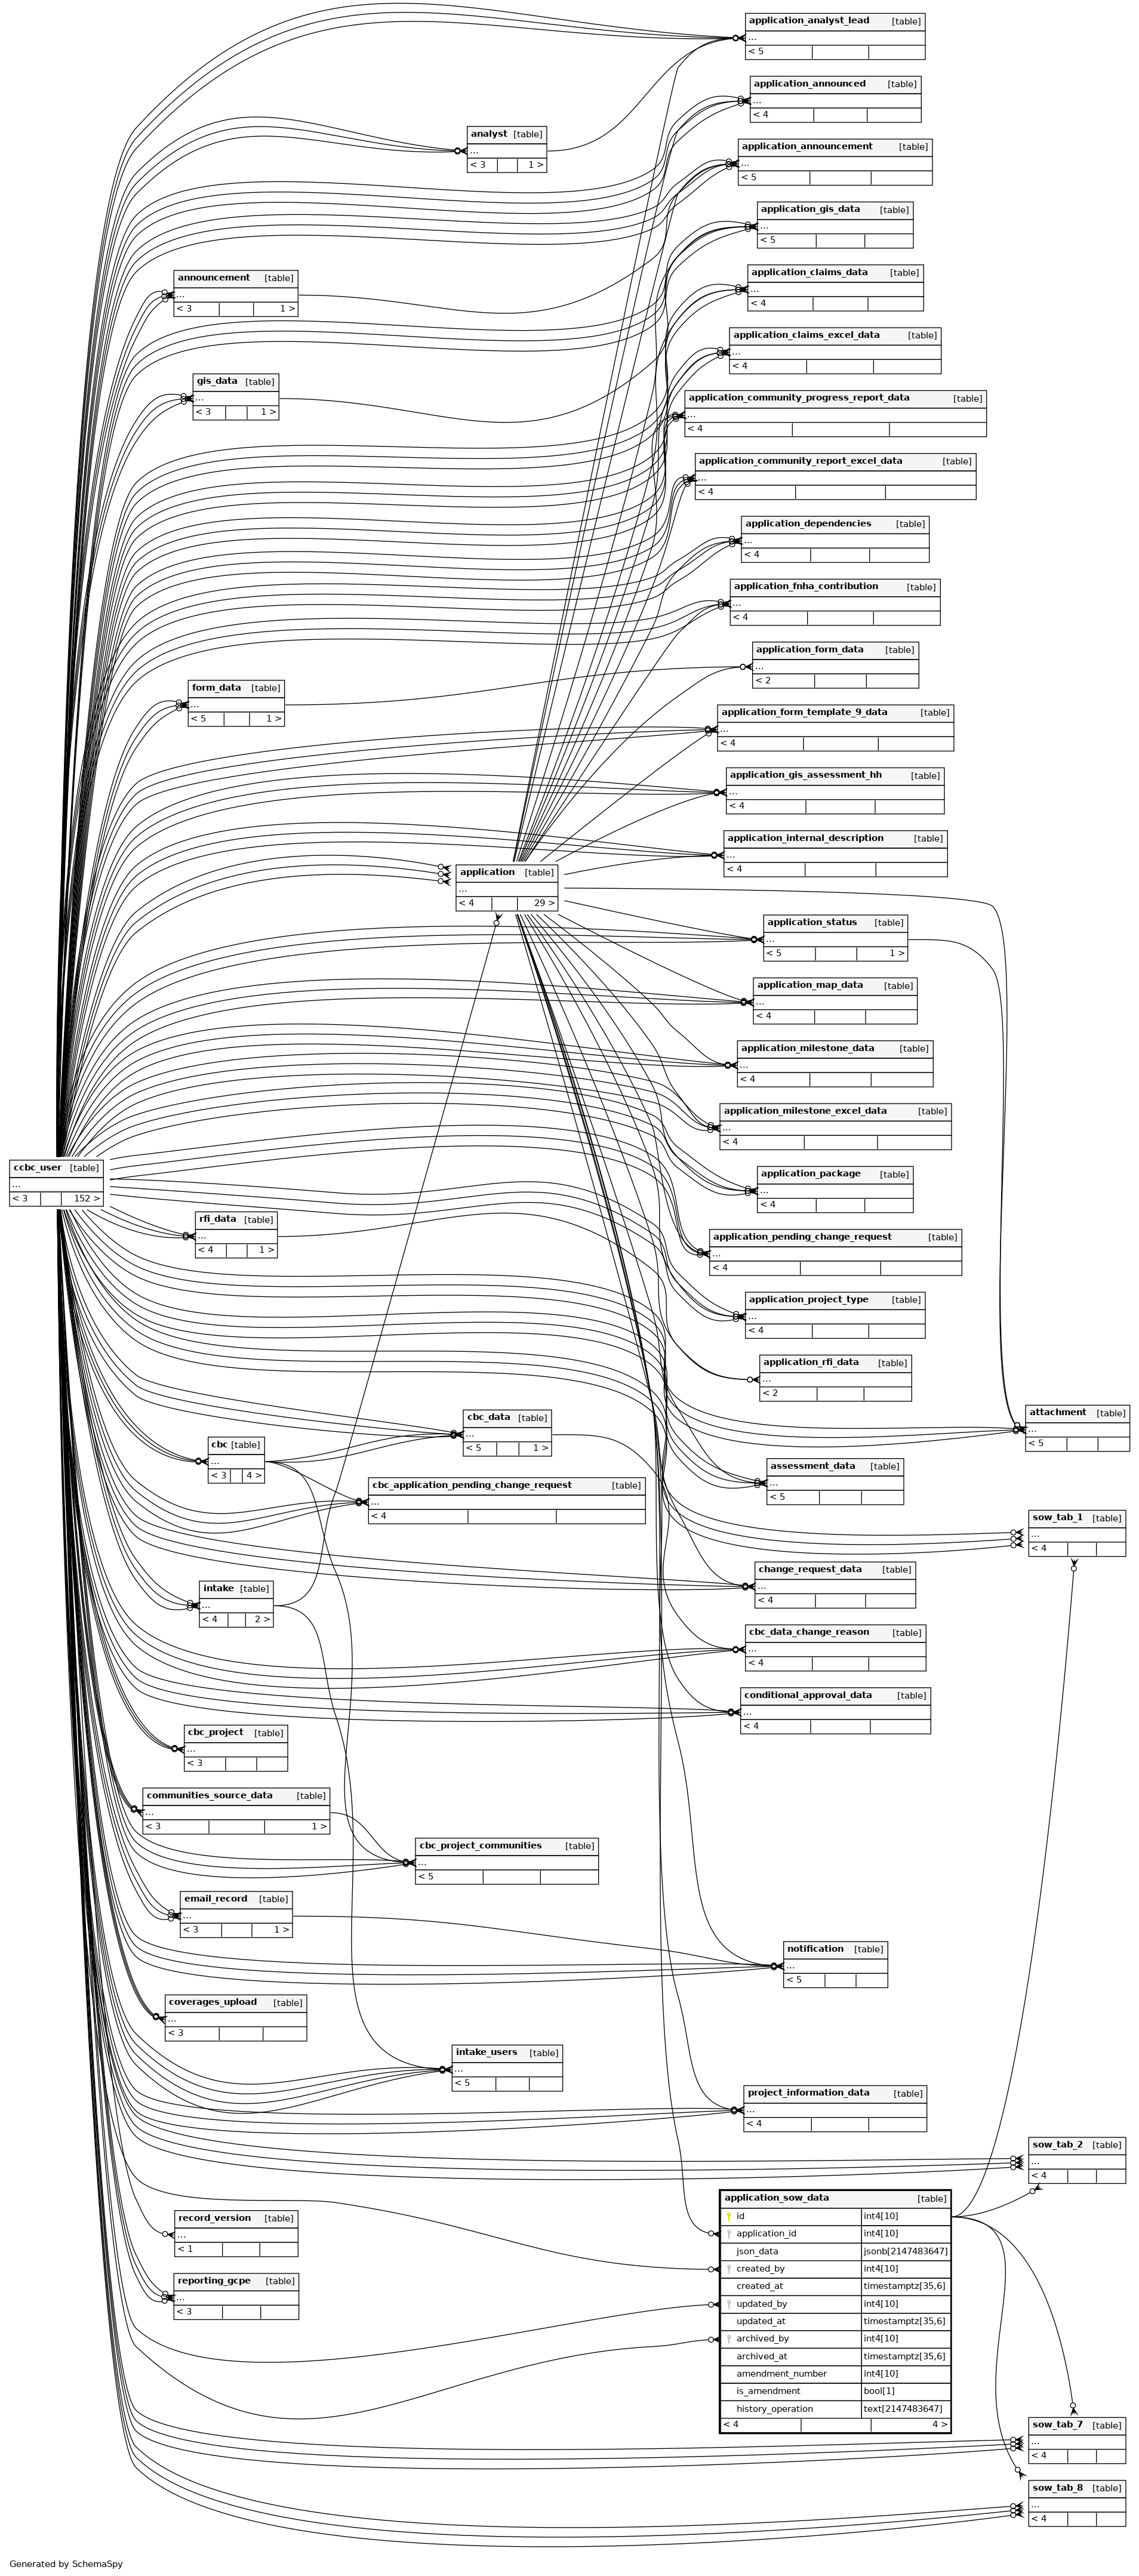 application_analyst_lead [table]
...
< 5
application_announced [table]
...
< 4
analyst [table]
...
< 3 1 >
application_announcement [table]
...
< 5
application_gis_data [table]
...
< 5
application_claims_data [table]
...
< 4
announcement [table]
...
< 3 1 >
application_claims_excel_data [table]
...
< 4
gis_data [table]
...
< 3 1 >
application_community_progress_report_data [table]
...
< 4
application_community_report_excel_data [table]
...
< 4
application_dependencies [table]
...
< 4
application_fnha_contribution [table]
...
< 4
application_form_data [table]
...
< 2
form_data [table]
...
< 5 1 >
application_form_template_9_data [table]
...
< 4
application_gis_assessment_hh [table]
...
< 4
application_internal_description [table]
...
< 4
application [table]
...
< 4 29 >
application_status [table]
...
< 5 1 >
application_map_data [table]
...
< 4
application_milestone_data [table]
...
< 4
application_milestone_excel_data [table]
...
< 4
ccbc_user [table]
...
< 3 152 >
application_package [table]
...
< 4
rfi_data [table]
...
< 4 1 >
application_pending_change_request [table]
...
< 4
application_project_type [table]
...
< 4
application_rfi_data [table]
...
< 2
attachment [table]
...
< 5
cbc_data [table]
...
< 5 1 >
cbc [table]
...
< 3 4 >
assessment_data [table]
...
< 5
cbc_application_pending_change_request [table]
...
< 4
sow_tab_1 [table]
...
< 4
change_request_data [table]
...
< 4
intake [table]
...
< 4 2 >
cbc_data_change_reason [table]
...
< 4
conditional_approval_data [table]
...
< 4
cbc_project [table]
...
< 3
communities_source_data [table]
...
< 3 1 >
cbc_project_communities [table]
...
< 5
email_record [table]
...
< 3 1 >
notification [table]
...
< 5
coverages_upload [table]
...
< 3
intake_users [table]
...
< 5
project_information_data [table]
...
< 4
sow_tab_2 [table]
...
< 4
application_sow_data [table]
id int4[10]
application_id int4[10]
json_data jsonb[2147483647]
created_by int4[10]
created_at timestamptz[35,6]
updated_by int4[10]
updated_at timestamptz[35,6]
archived_by int4[10]
archived_at timestamptz[35,6]
amendment_number int4[10]
is_amendment bool[1]
history_operation text[2147483647]
< 4 4 >
record_version [table]
...
< 1
reporting_gcpe [table]
...
< 3
sow_tab_7 [table]
...
< 4
sow_tab_8 [table]
...
< 4
Generated by SchemaSpy